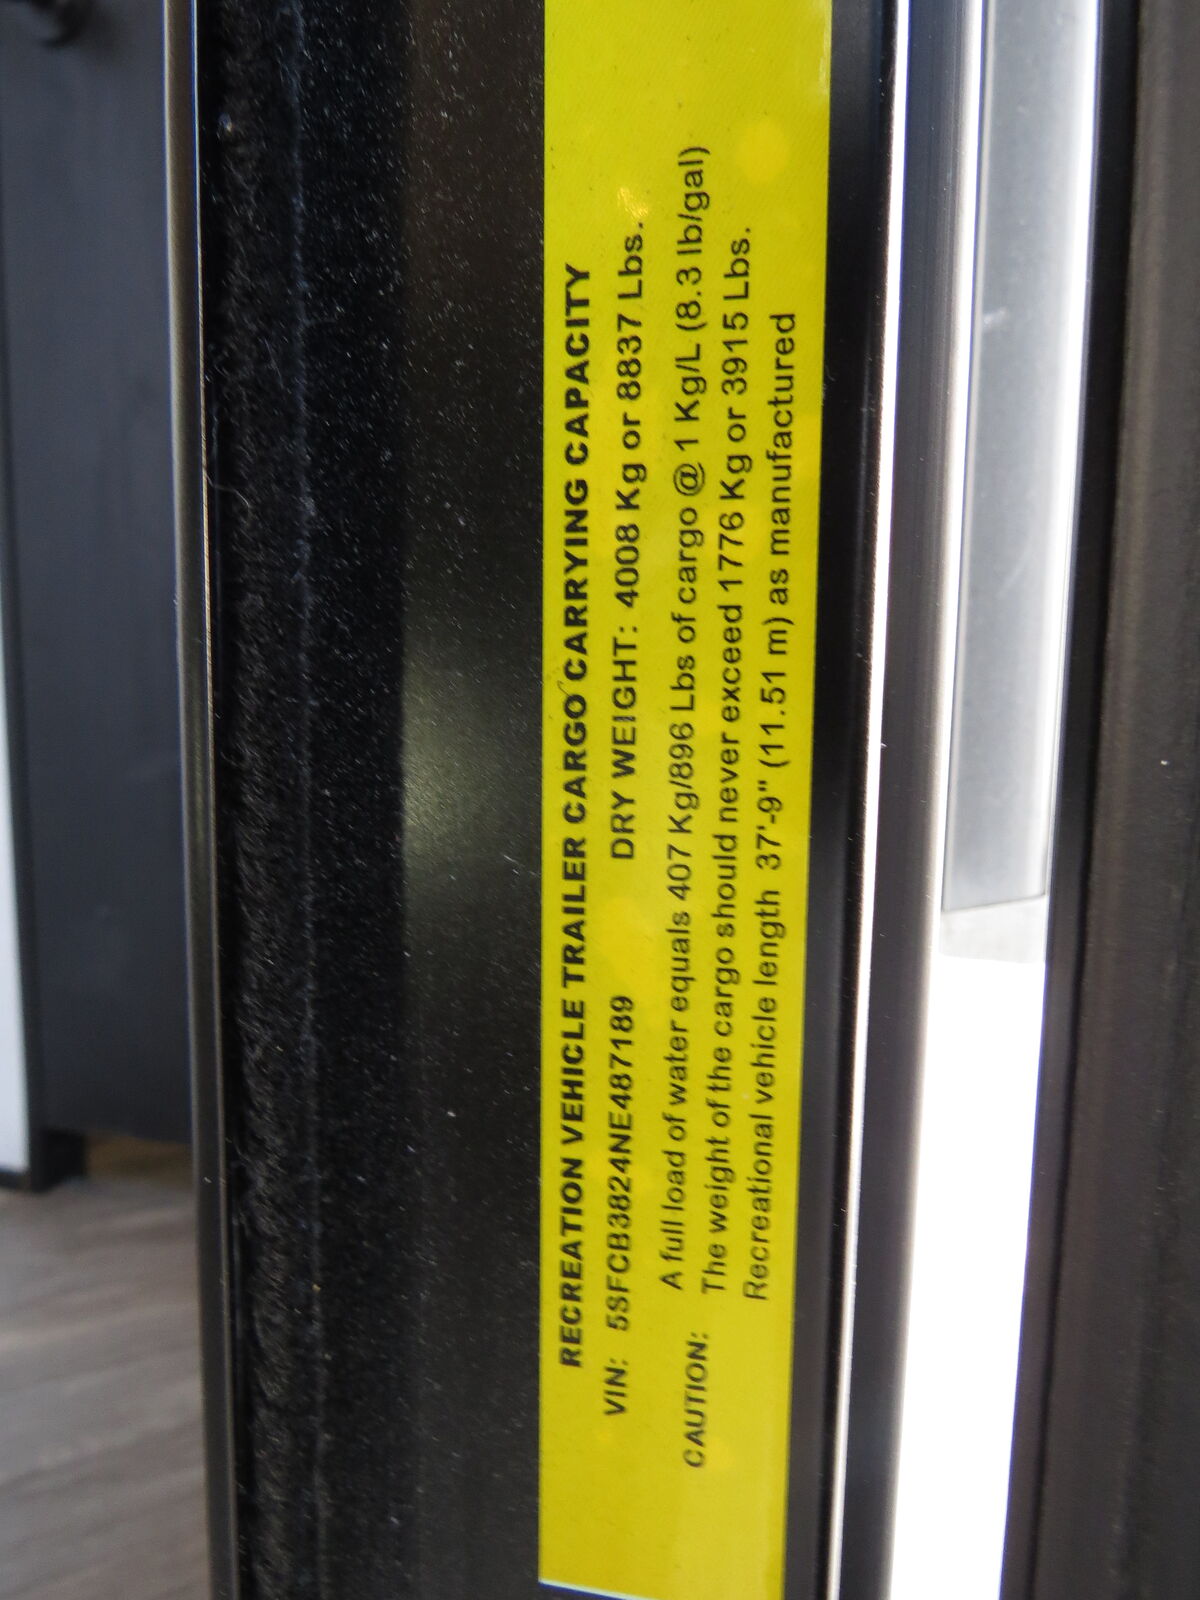 RECREATION VEHICLE TRAILER CARGO CARRYING CAPACITY
VIN: 5SFCB3824NE487189 DRY WEIGHT: 4008 Kg or 8837 Lbs.
CAUTION: A full load of water equals 407 Kg/896 Lbs of cargo @ 1 Kg/L (8.3 lb/gal)
The weight of the cargo should never exceed 1776 Kg or 3915 Lbs.
Recreational vehicle length 37'-9" (11.51 m) as manufactured